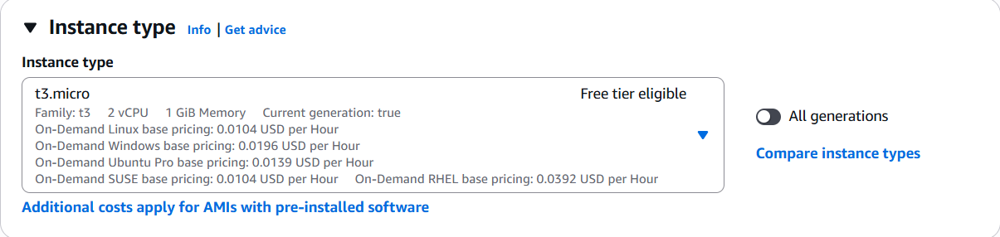 Instance type Info | Get advice
Instance type
t3.micro Free tier eligible
Family: t3 2 vCPU 1 GiB Memory Current generation: true
On-Demand Linux base pricing: 0.0104 USD per Hour
On-Demand Windows base pricing: 0.0196 USD per Hour
On-Demand Ubuntu Pro base pricing: 0.0139 USD per Hour
On-Demand SUSE base pricing: 0.0104 USD per Hour On-Demand RHEL base pricing: 0.0392 USD per Hour
All generations
Compare instance types
Additional costs apply for AMIs with pre-installed software